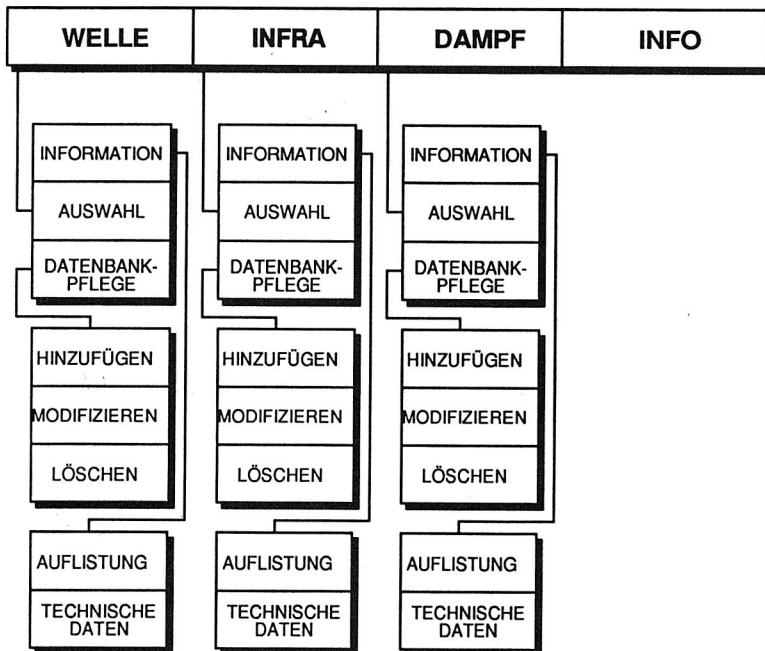 WELLE INFRA DAMPF INFO
INFORMATION INFORMATION INFORMATION
AUSWAHL AUSWAHL AUSWAHL
DATENBANK- DATENBANK- DATENBANK-
PFLEGE PFLEGE PFLEGE
HINZUFÜGEN HINZUFÜGEN HINZUFÜGEN
MODIFIZIEREN MODIFIZIEREN MODIFIZIEREN
LÖSCHEN LÖSCHEN LÖSCHEN
AUFLISTUNG AUFLISTUNG AUFLISTUNG
TECHNISCHE TECHNISCHE TECHNISCHE
DATEN DATEN DATEN